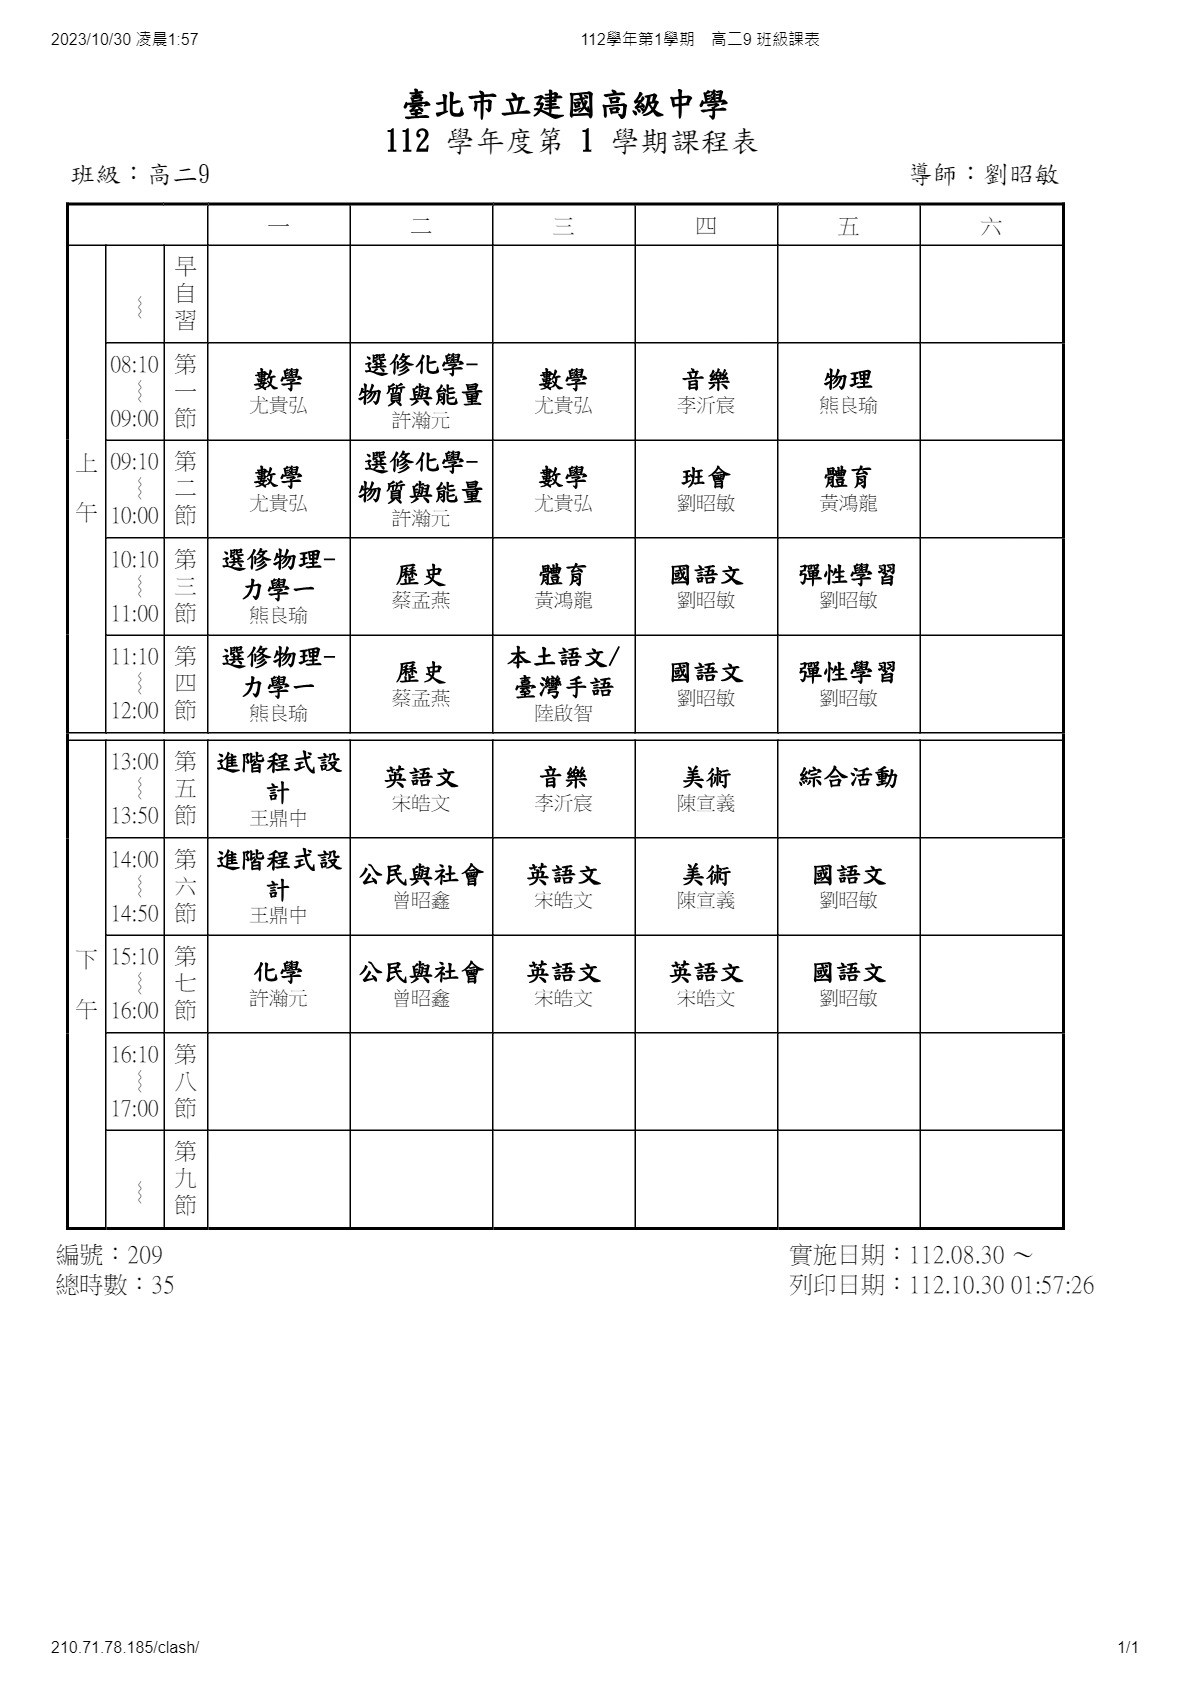 2023/10/30 凌晨1:57
112學年第1學期　高二9 班級課表
臺北市立建國高級中學
112 學年度第 1 學期課程表
班級：高二9
導師：劉昭敏
一 二 三 四 五 六
上午
～
早自習
08:10
～
09:00
第一節
數學
尤貴弘
選修化學-
物質與能量
許瀚元
數學
尤貴弘
音樂
李沂宸
物理
熊良瑜
09:10
～
10:00
第二節
數學
尤貴弘
選修化學-
物質與能量
許瀚元
數學
尤貴弘
班會
劉昭敏
體育
黃鴻龍
10:10
～
11:00
第三節
選修物理-
力學一
熊良瑜
歷史
蔡孟燕
體育
黃鴻龍
國語文
劉昭敏
彈性學習
劉昭敏
11:10
～
12:00
第四節
選修物理-
力學一
熊良瑜
歷史
蔡孟燕
本土語文/
臺灣手語
陸啟智
國語文
劉昭敏
彈性學習
劉昭敏
下午
13:00
～
13:50
第五節
進階程式設
計
王鼎中
英語文
宋皓文
音樂
李沂宸
美術
陳宣義
綜合活動
14:00
～
14:50
第六節
進階程式設
計
王鼎中
公民與社會
曾昭鑫
英語文
宋皓文
美術
陳宣義
國語文
劉昭敏
15:10
～
16:00
第七節
化學
許瀚元
公民與社會
曾昭鑫
英語文
宋皓文
英語文
宋皓文
國語文
劉昭敏
16:10
～
17:00
第八節
～
第九節
編號：209
實施日期：112.08.30 ～
總時數：35
列印日期：112.10.30 01:57:26
210.71.78.185/clash/
1/1